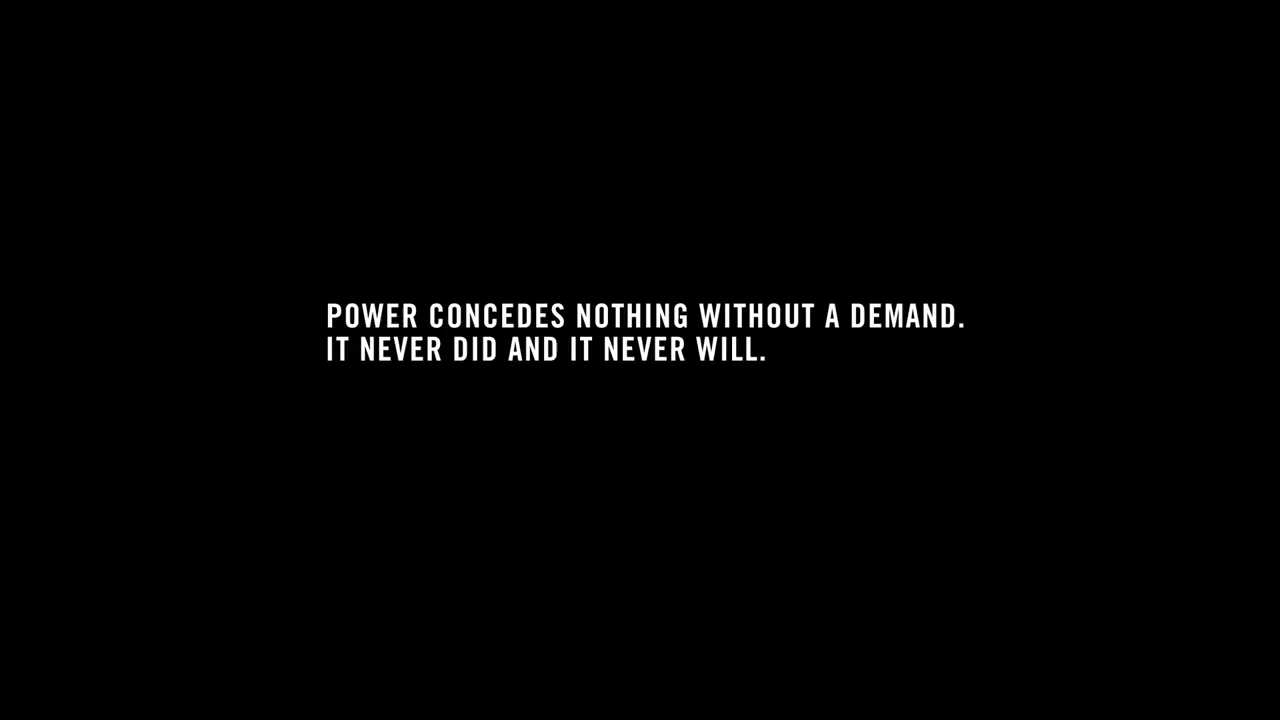 POWER CONCEDES NOTHING WITHOUT A DEMAND.
IT NEVER DID AND IT NEVER WILL.